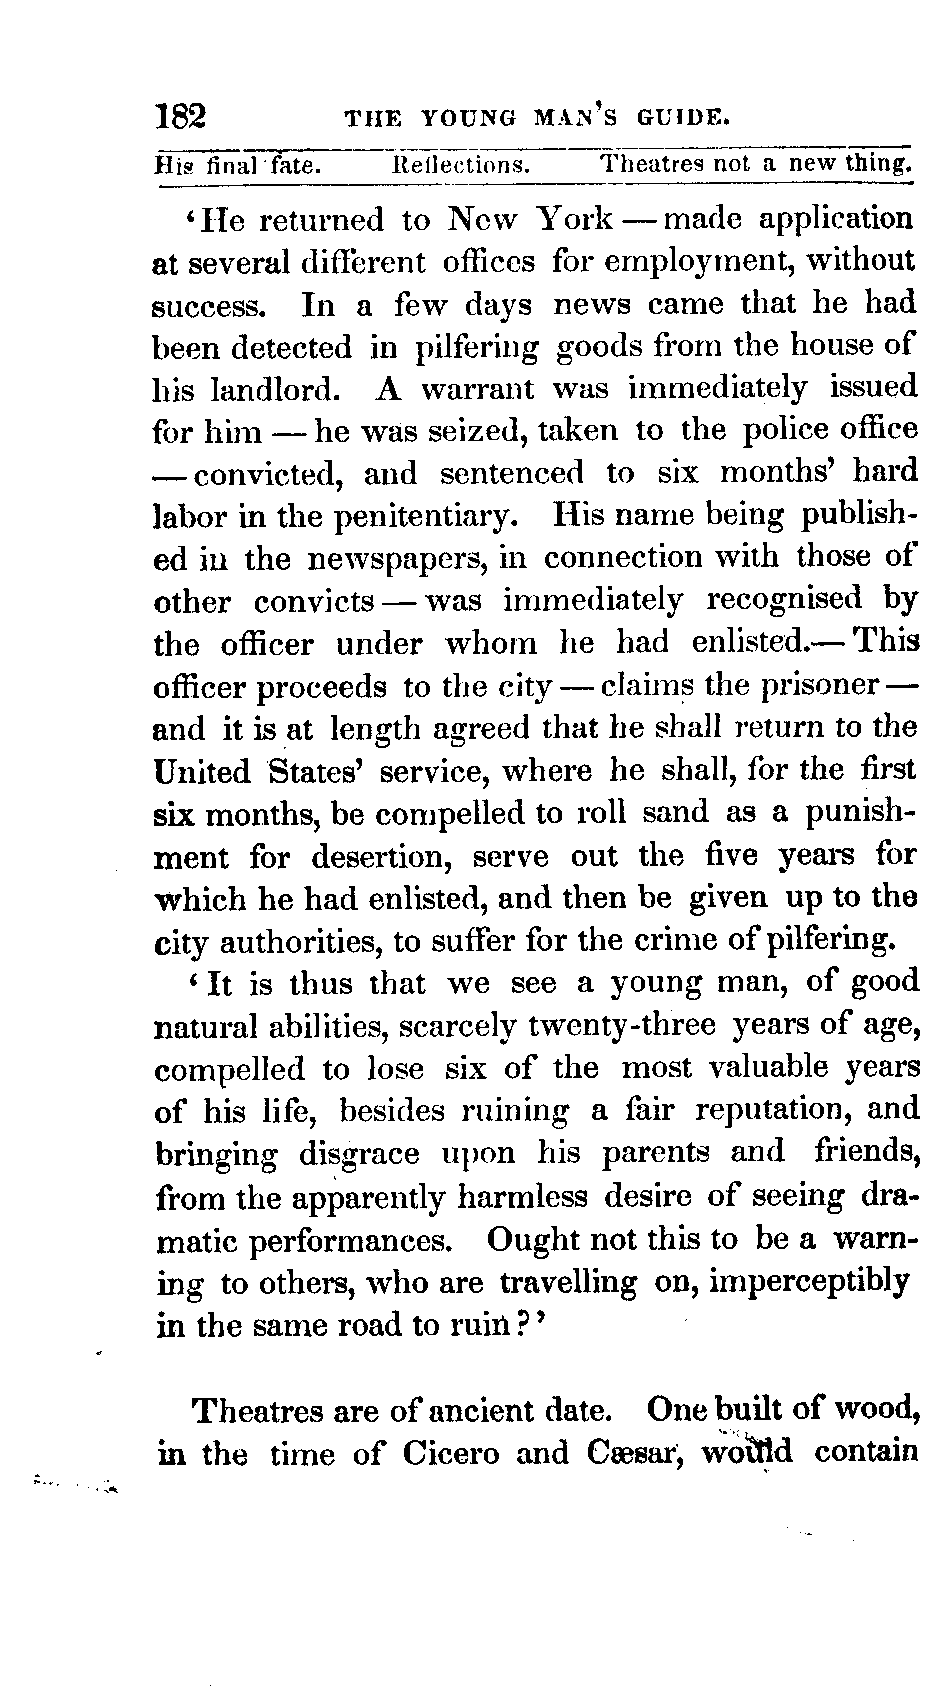 182 THE YOUNG MAN'S GUIDE.
His final fate. Reflections. Theatres not a new thing.
‘He returned to New York — made application
at several different offices for employment, without
success. In a few days news came that he had
been detected in pilfering goods from the house of
his landlord. A warrant was immediately issued
for him — he was seized, taken to the police office
— convicted, and sentenced to six months’ hard
labor in the penitentiary. His name being publish-
ed in the newspapers, in connection with those of
other convicts — was immediately recognised by
the officer under whom he had enlisted.— This
officer proceeds to the city — claims the prisoner —
and it is at length agreed that he shall return to the
United States’ service, where he shall, for the first
six months, be compelled to roll sand as a punish-
ment for desertion, serve out the five years for
which he had enlisted, and then be given up to the
city authorities, to suffer for the crime of pilfering.
‘It is thus that we see a young man, of good
natural abilities, scarcely twenty-three years of age,
compelled to lose six of the most valuable years
of his life, besides ruining a fair reputation, and
bringing disgrace upon his parents and friends,
from the apparently harmless desire of seeing dra-
matic performances. Ought not this to be a warn-
ing to others, who are travelling on, imperceptibly
in the same road to ruin?’
Theatres are of ancient date. One built of wood,
in the time of Cicero and Cæsar, would contain